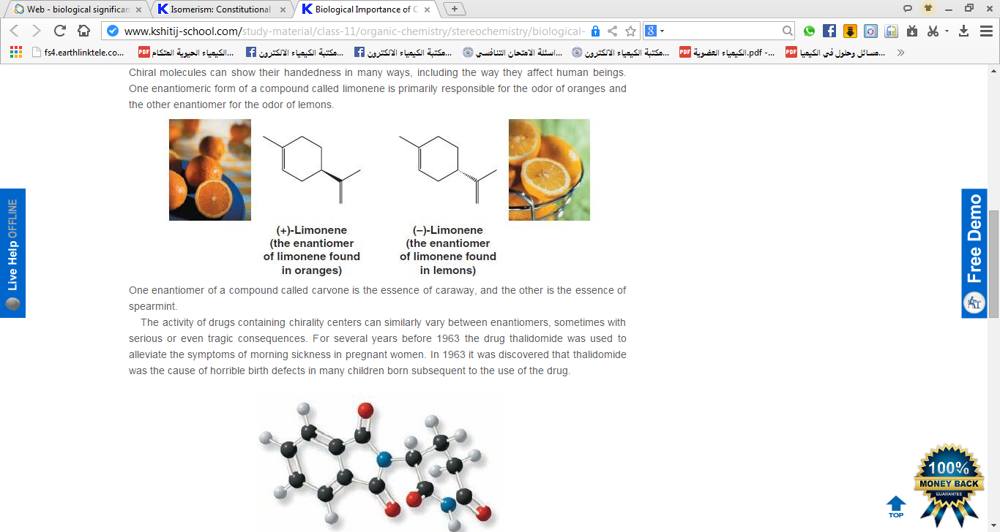 Web - biological significan
Isomerism: Constitutional
Biological Importance of C
www.kshitij-school.com/study-material/class-11/organic-chemistry/stereochemistry/biological-
8
fs4.earthlinktele.co...
PDF الكيمياء الحيوية المتكام...
مكتبة الكيمياء الالكترون...
مكتبة الكيمياء الالكترون...
اسئلة الامتحان التنافسي...
مكتبة الكيمياء الالكترون...
PDF الكيمياء العضوية.pdf -...
PDF مسائل وحلول في الكيميا...
Chiral molecules can show their handedness in many ways, including the way they affect human beings.
One enantiomeric form of a compound called limonene is primarily responsible for the odor of oranges and
the other enantiomer for the odor of lemons.
(+)-Limonene
(the enantiomer
of limonene found
in oranges)
(–)-Limonene
(the enantiomer
of limonene found
in lemons)
One enantiomer of a compound called carvone is the essence of caraway, and the other is the essence of
spearmint.
The activity of drugs containing chirality centers can similarly vary between enantiomers, sometimes with
serious or even tragic consequences. For several years before 1963 the drug thalidomide was used to
alleviate the symptoms of morning sickness in pregnant women. In 1963 it was discovered that thalidomide
was the cause of horrible birth defects in many children born subsequent to the use of the drug.
Live Help OFFLINE
Free Demo
100%
MONEY BACK
GUARANTEE
TOP